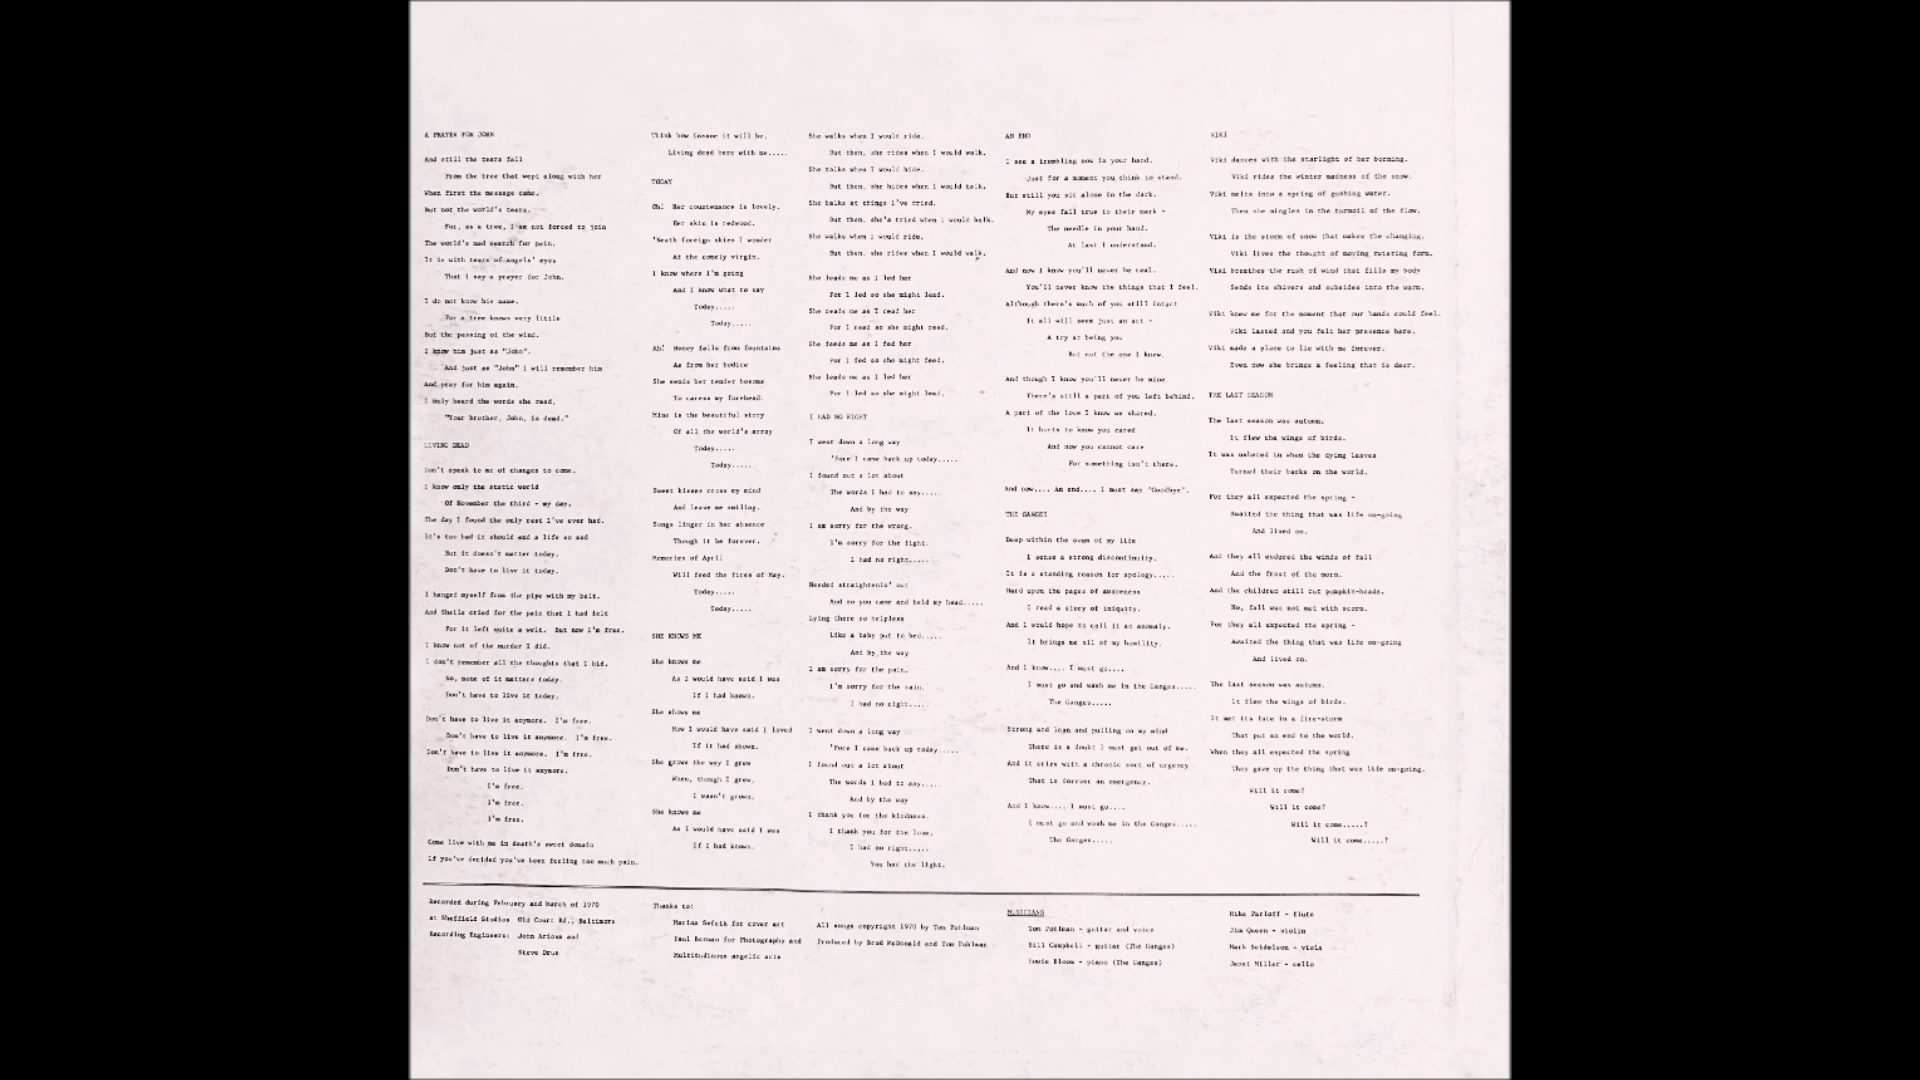 A PRAYER FOR JOHN
And still the tears fall
From the tree that wept along with her
When first the message came.
But not the world's tears.
For, as a tree, I am not forced to join
The world's mad search for pain.
It is with tears of angels' eyes
That I say a prayer for John.
I do not know his name.
For a tree knows very little
But the passing of the wind.
I know him just as "John".
And just as "John" I will remember him
And pray for him again.
I only heard the words she read,
"Your brother, John, is dead."
LIVING DEAD
Don't speak to me of changes to come.
I know only the static world
Of November the third - my day.
The day I found the only rest I've ever had.
It's too bad it should end a life so sad
But it doesn't matter today.
Don't have to live it today.
I hanged myself from the pipe with my belt.
And Sheila cried for the pain that I had felt
For it left quite a welt. But now I'm free.
I know not of the murder I did.
I don't remember all the thoughts that I hid.
No, none of it matters today.
Don't have to live it today.
Don't have to live it anymore. I'm free.
Don't have to live it anymore. I'm free.
Don't have to live it anymore. I'm free.
Don't have to live it anymore.
I'm free.
I'm free.
I'm free.
Come live with me in death's sweet domain
If you've decided you've been feeling too much pain.
Think how insane it will be.
Living dead here with me.....
TODAY
Oh! Her countenance is lovely.
Her skin is redwood.
'Neath foreign skies I wonder
At the comely virgin.
I know where I'm going
And I know what to say
Today.....
Today.....
Ah! Honey falls from fountains
As from her bodice
She sends her tender bosoms
To caress my forehead.
Mine is the beautiful story
Of all the world's array
Today.....
Today.....
Sweet kisses cross my mind
And leave me smiling.
Songs linger in her absence
Though it be forever.
Memories of April
Will feed the fires of May.
Today.....
Today.....
SHE KNOWS ME
She knows me
As I would have said I was
If I had known.
She shows me
How I would have said I loved
If it had shown.
She grows the way I grew
When, though I grew,
I wasn't grown.
She knows me
As I would have said I was
If I had known.
She walks when I would ride.
But then, she rides when I would walk.
She talks when I would hide.
But then, she hides when I would talk.
She balks at things I've tried.
But then, she's tried when I would balk.
She walks when I would ride.
But then, she rides when I would walk.
She leads me as I led her
For I led so she might lead.
She reads me as I read her
For I read so she might read.
She feeds me as I fed her
For I fed so she might feed.
She leads me as I led her
For I led so she might lead.
I HAD NO RIGHT
I went down a long way
'Fore I came back up today.....
I found out a lot about
The words I had to say.....
And by the way
I am sorry for the wrong.
I'm sorry for the fight.
I had no right.....
Needed straightenin' out
And so you came and held my head.....
Lying there so helpless
Like a baby put to bed.....
And by the way
I am sorry for the pain.
I'm sorry for the rain.
I had no right.....
I went down a long way
'Fore I came back up today.....
I found out a lot about
The words I had to say.....
And by the way
I thank you for the kindness.
I thank you for the love.
I had no right.....
You had the light.
AN END
I see a trembling now in your hand.
Just for a moment you think to stand.
But still you sit alone in the dark.
My eyes fall true to their mark -
The needle in your hand.
At last I understand.
And now I know you'll never be real.
You'll never know the things that I feel.
Although there's much of you still intact
It all will seem just an act -
A try at being you
But not the one I knew.
And though I know you'll never be mine
There's still a part of you left behind.
A part of the love I know we shared.
It hurts to know you cared
And now you cannot care
For something isn't there.
And now.... An end.... I must say "Goodbye".
THE GANGES
Deep within the oven of my life
I sense a strong discontinuity.
It is a standing reason for apology.....
Hard upon the pages of awareness
I read a story of iniquity.
And I would hope to call it an anomaly.
It brings me all of my humility.
And I know.... I must go....
I must go and wash me in the Ganges.....
The Ganges.....
Strong and lean and pulling on my mind
There is a doubt I must get out of me.
And it cries with a chronic sort of urgency
That is forever an emergency.
And I know.... I must go....
I must go and wash me in the Ganges.....
The Ganges.....
VIKI
Viki dances with the starlight of her borning.
Viki rides the winter madness of the snow.
Viki melts into a spring of gushing water.
Then she mingles in the turmoil of the flow.
Viki is the storm of snow that makes the changing.
Viki lives the thought of moving twisting form.
Viki breathes the rush of wind that fills my body
Sends its shivers and subsides into the warm.
Viki knew me for the moment that our hands could feel.
Viki lasted and you felt her presence here.
Viki made a place to lie with me forever.
Even now she brings a feeling that is dear.
THE LAST SEASON
The last season was autumn.
It flew the wings of birds.
It was ushered in when the dying leaves
Turned their backs on the world.
For they all expected the spring -
Awaited the thing that was life on-going
And lived on.
And they all endured the winds of fall
And the frost of the morn.
And the children still cut pumpkin-heads.
No, fall was not met with scorn.
For they all expected the spring -
Awaited the thing that was life on-going
And lived on.
The last season was autumn.
It flew the wings of birds.
It met its fate in a fire-storm
That put an end to the world.
When they all expected the spring
They gave up the thing that was life on-going.
Will it come?
Will it come?
Will it come.....?
Will it come.....?
Recorded during February and March of 1970
at Sheffield Studios Old Court Rd., Baltimore
Recording Engineers: John Ariosa and
Steve Drue
Thanks to:
Marina Sefcik for cover art
Paul Berman for Photography and
Multitudinous angelic acts
All songs copyright 1970 by Tom Pohlman
Produced by Brad McDonald and Tom Pohlman
MUSICIANS
Tom Pohlman - guitar and voice
Bill Campbell - guitar (The Ganges)
Howie Bloom - piano (The Ganges)
Mike Parloff - flute
Jim Queen - violin
Mark Seidelson - viola
Janet Miller - cello